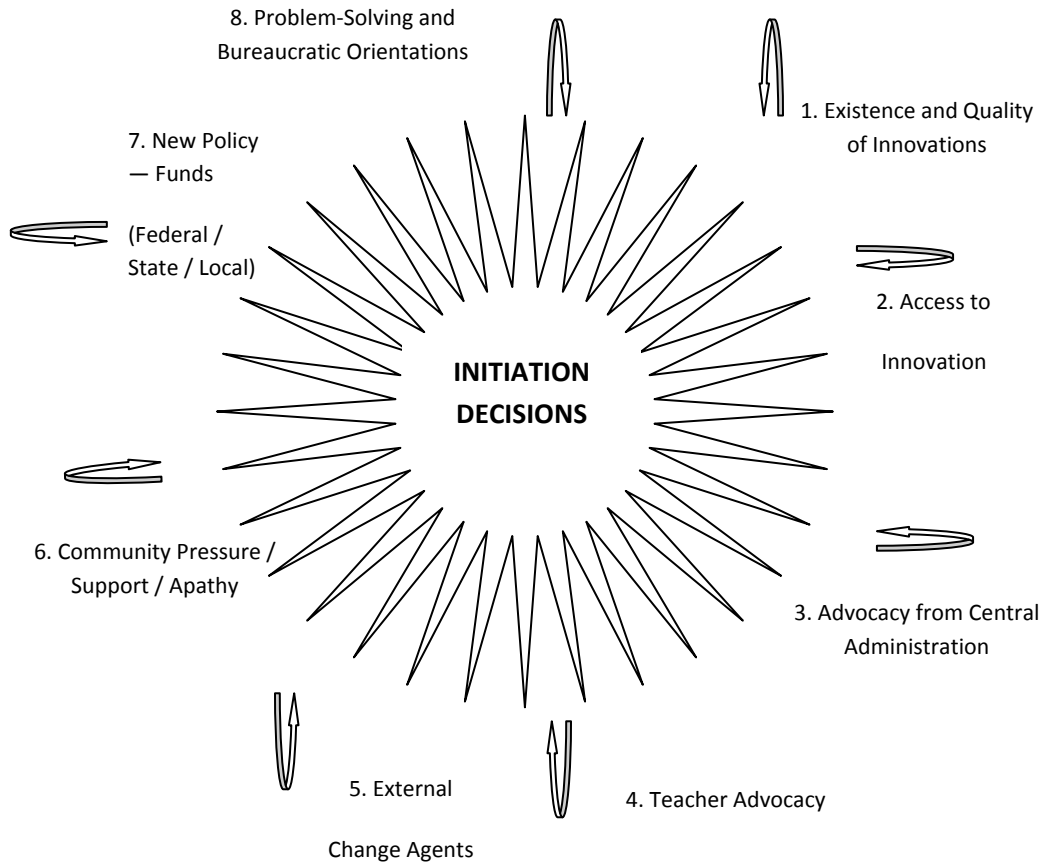 8. Problem-Solving and
Bureaucratic Orientations
1. Existence and Quality
of Innovations
7. New Policy
— Funds
(Federal /
State / Local)
2. Access to
Innovation
INITIATION
DECISIONS
6. Community Pressure /
Support / Apathy
3. Advocacy from Central
Administration
5. External
Change Agents
4. Teacher Advocacy